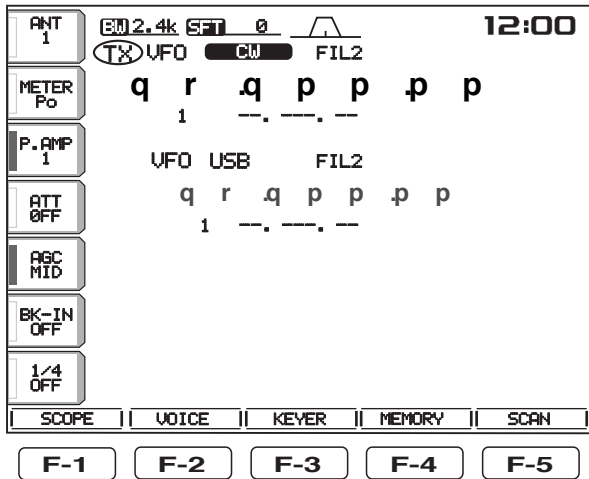 ANT
1
BW 2.4k SFT 0
12:00
TX VFO CW FIL2
METER
Po
q r .q p p .p p
1 --. ---. --
P.AMP
1
VFO USB FIL2
q r .q p p .p p
1 --. ---. --
ATT
OFF
AGC
MID
BK-IN
OFF
1/4
OFF
SCOPE VOICE KEYER MEMORY SCAN
F-1 F-2 F-3 F-4 F-5